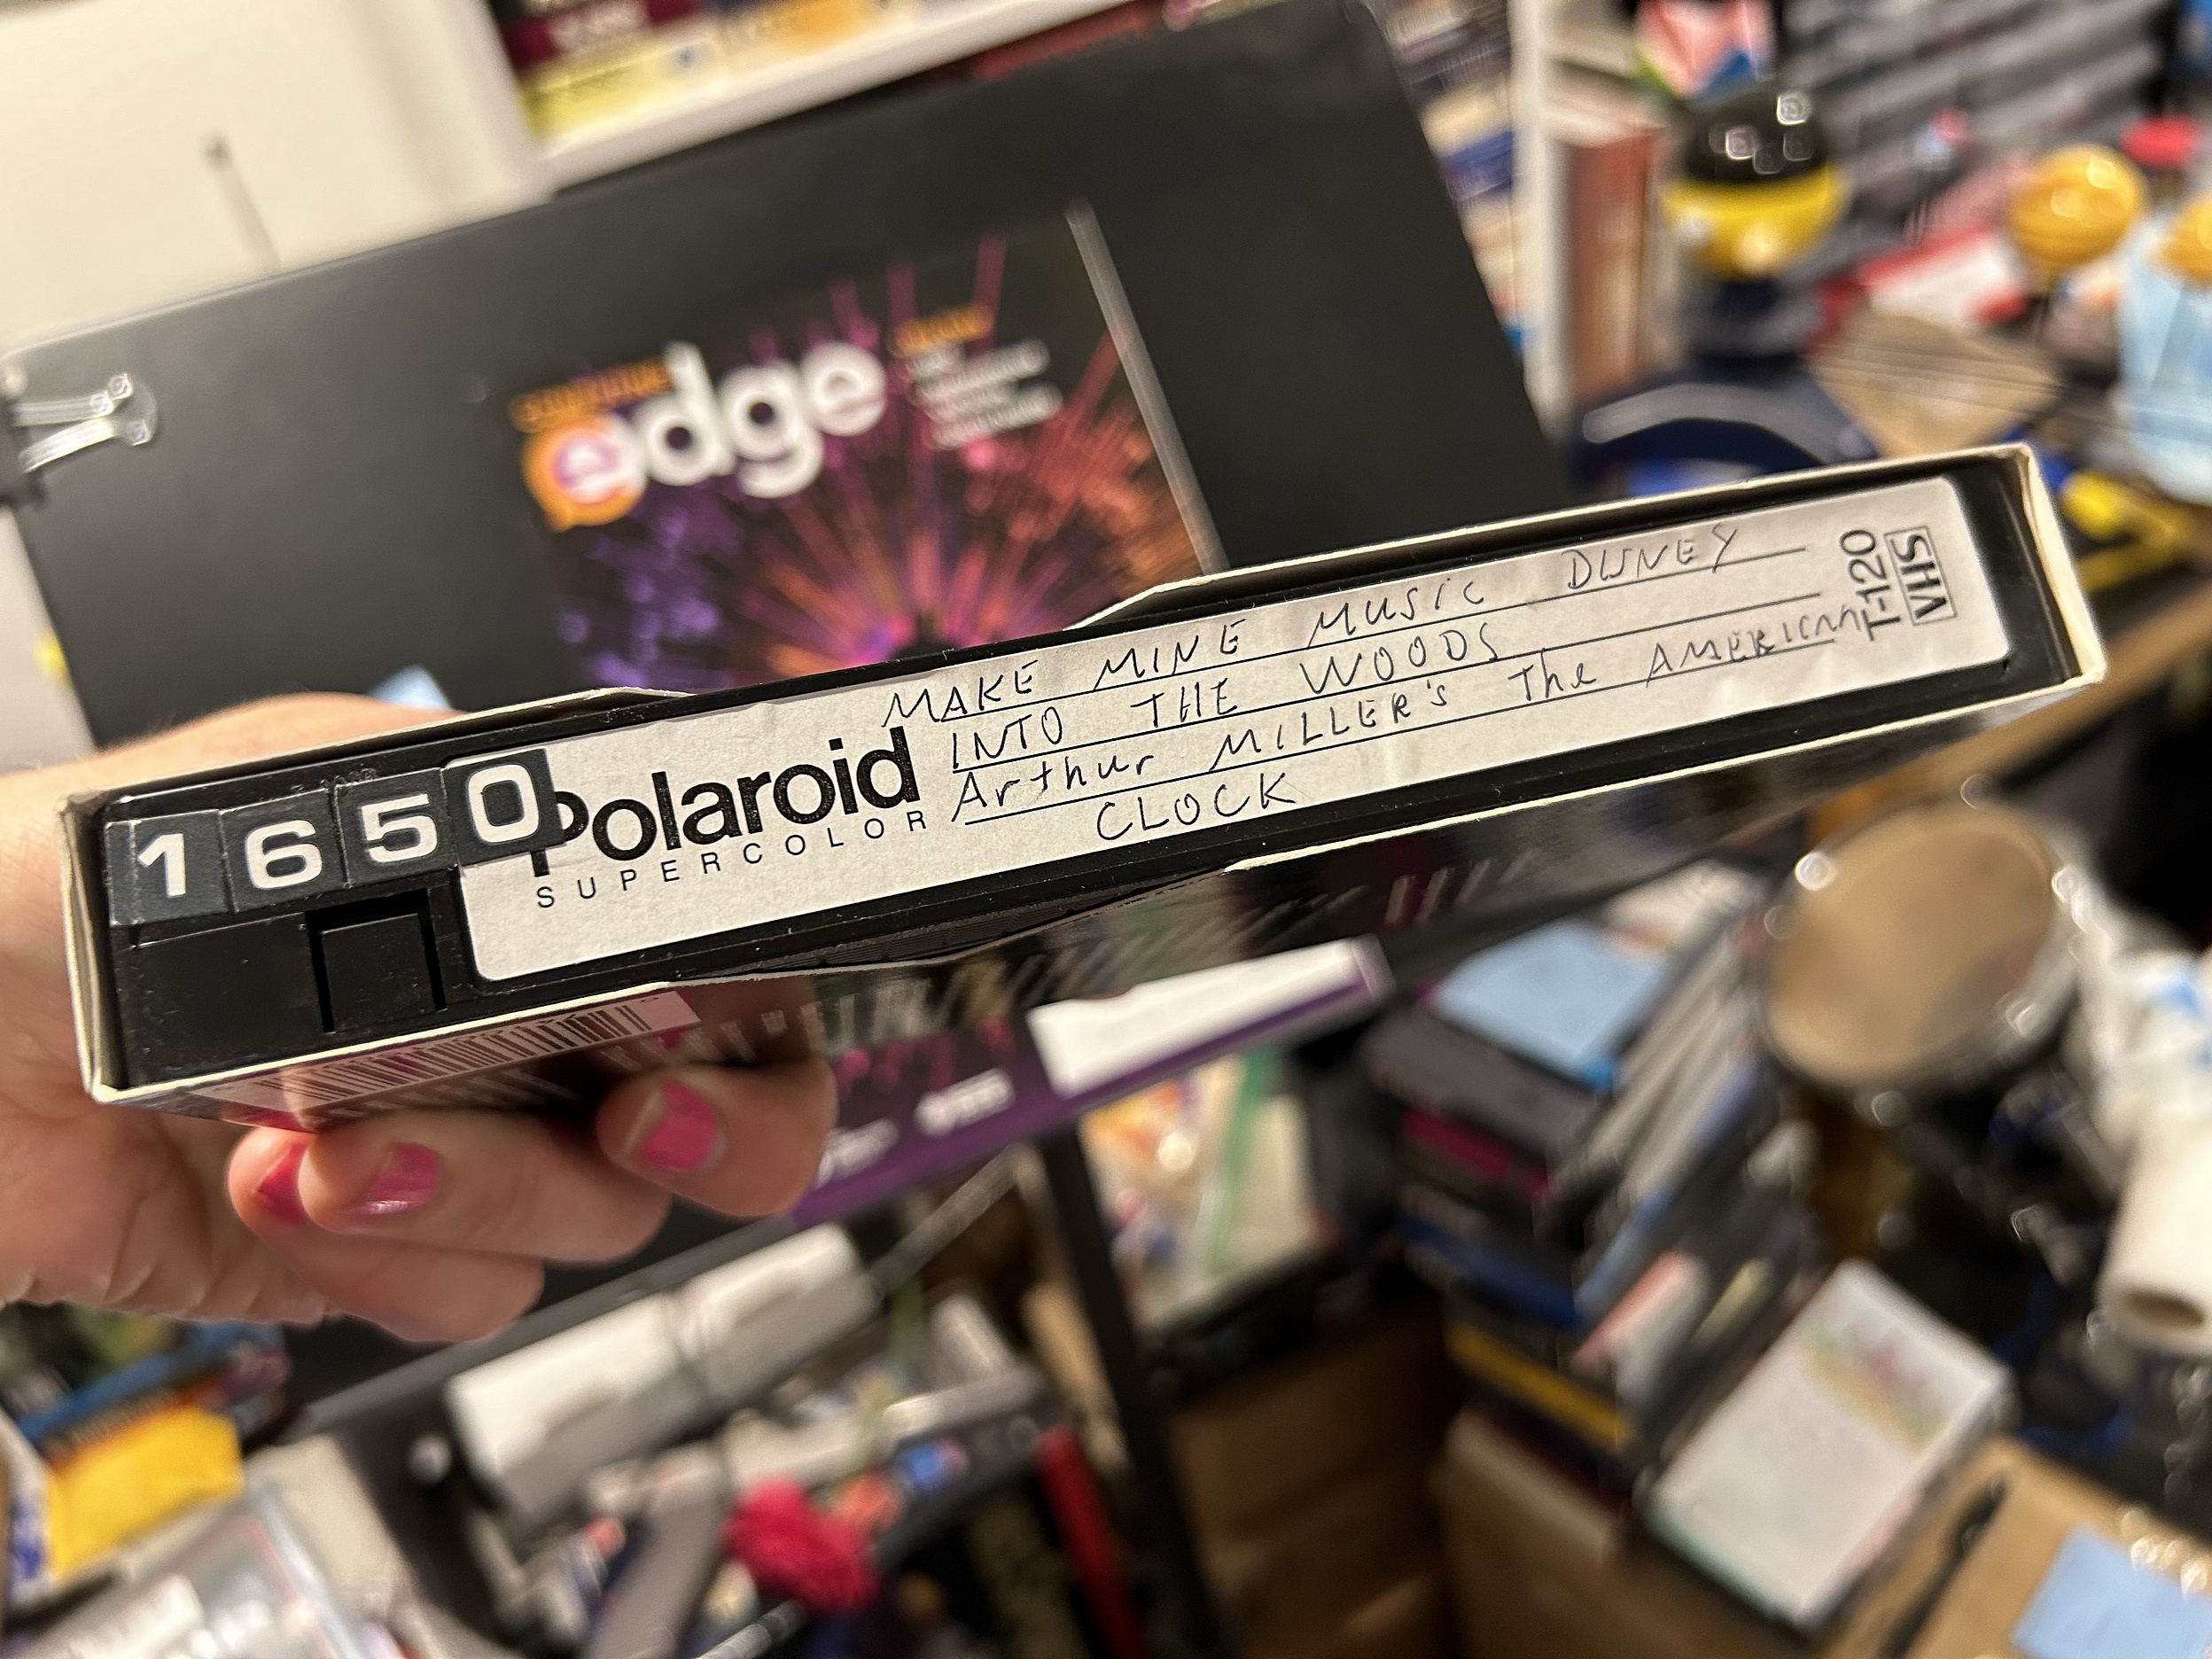 edge
MAKE MINE MUSIC DISNEY
INTO THE WOODS
Arthur MILLER'S The AMERICAN
CLOCK
1650
Polaroid
SUPERCOLOR
T-120
VHS